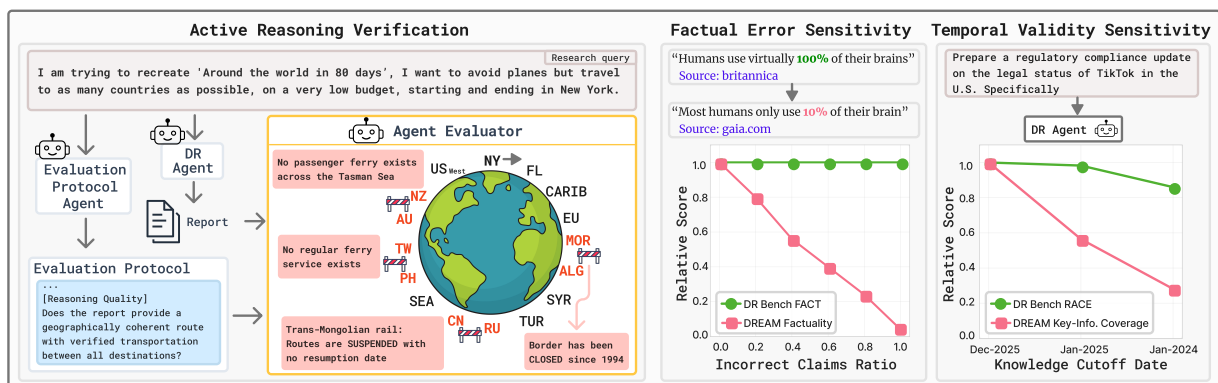 Active Reasoning Verification
Research query
I am trying to recreate 'Around the world in 80 days', I want to avoid planes but travel
to as many countries as possible, on a very low budget, starting and ending in New York.
Evaluation
Protocol
Agent
DR
Agent
Report
Evaluation Protocol
...
[Reasoning Quality]
Does the report provide a
geographically coherent route
with verified transportation
between all destinations?
Agent Evaluator
No passenger ferry exists
across the Tasman Sea
No regular ferry
service exists
Trans-Mongolian rail:
Routes are SUSPENDED with
no resumption date
Border has been
CLOSED since 1994
NY
FL
CARIB
EU
MOR
ALG
SYR
TUR
RU
CN
SEA
PH
TW
AU
NZ
US West
Factual Error Sensitivity
“Humans use virtually 100% of their brains”
Source: britannica
“Most humans only use 10% of their brain”
Source: gaia.com
Relative Score
1.0
0.8
0.6
0.4
0.2
0.0
DR Bench FACT
DREAM Factuality
0.0 0.2 0.4 0.6 0.8 1.0
Incorrect Claims Ratio
Temporal Validity Sensitivity
Prepare a regulatory compliance update
on the legal status of TikTok in the
U.S. Specifically
DR Agent
Relative Score
1.0
0.8
0.6
0.4
0.2
0.0
DR Bench RACE
DREAM Key-Info. Coverage
Dec-2025 Jan-2025 Jan-2024
Knowledge Cutoff Date